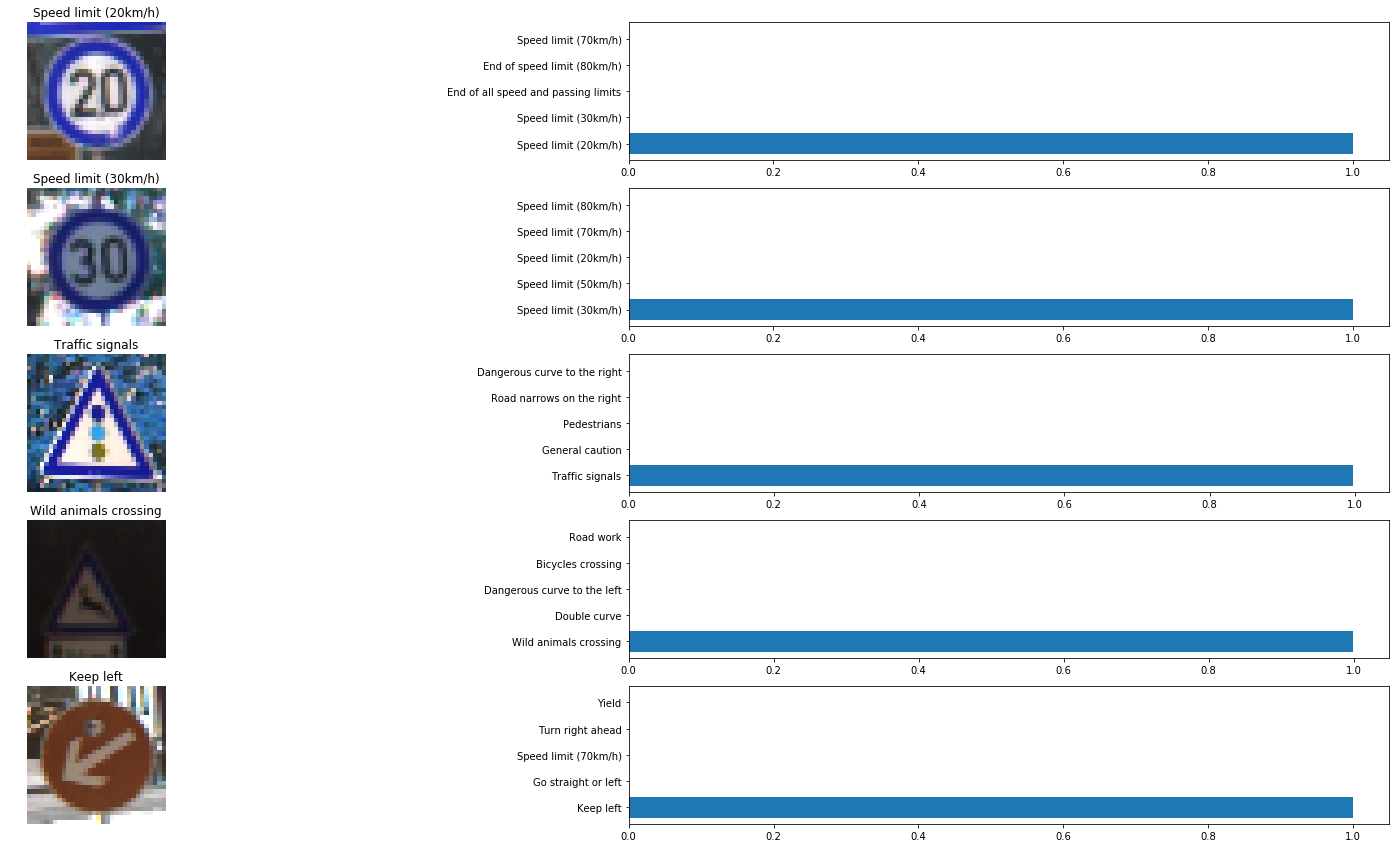 Speed limit (20km/h)
20
Speed limit (70km/h)
End of speed limit (80km/h)
End of all speed and passing limits
Speed limit (30km/h)
Speed limit (20km/h)
0.0 0.2 0.4 0.6 0.8 1.0
Speed limit (30km/h)
30
Speed limit (80km/h)
Speed limit (70km/h)
Speed limit (20km/h)
Speed limit (50km/h)
Speed limit (30km/h)
0.0 0.2 0.4 0.6 0.8 1.0
Traffic signals
Dangerous curve to the right
Road narrows on the right
Pedestrians
General caution
Traffic signals
0.0 0.2 0.4 0.6 0.8 1.0
Wild animals crossing
Road work
Bicycles crossing
Dangerous curve to the left
Double curve
Wild animals crossing
0.0 0.2 0.4 0.6 0.8 1.0
Keep left
Yield
Turn right ahead
Speed limit (70km/h)
Go straight or left
Keep left
0.0 0.2 0.4 0.6 0.8 1.0